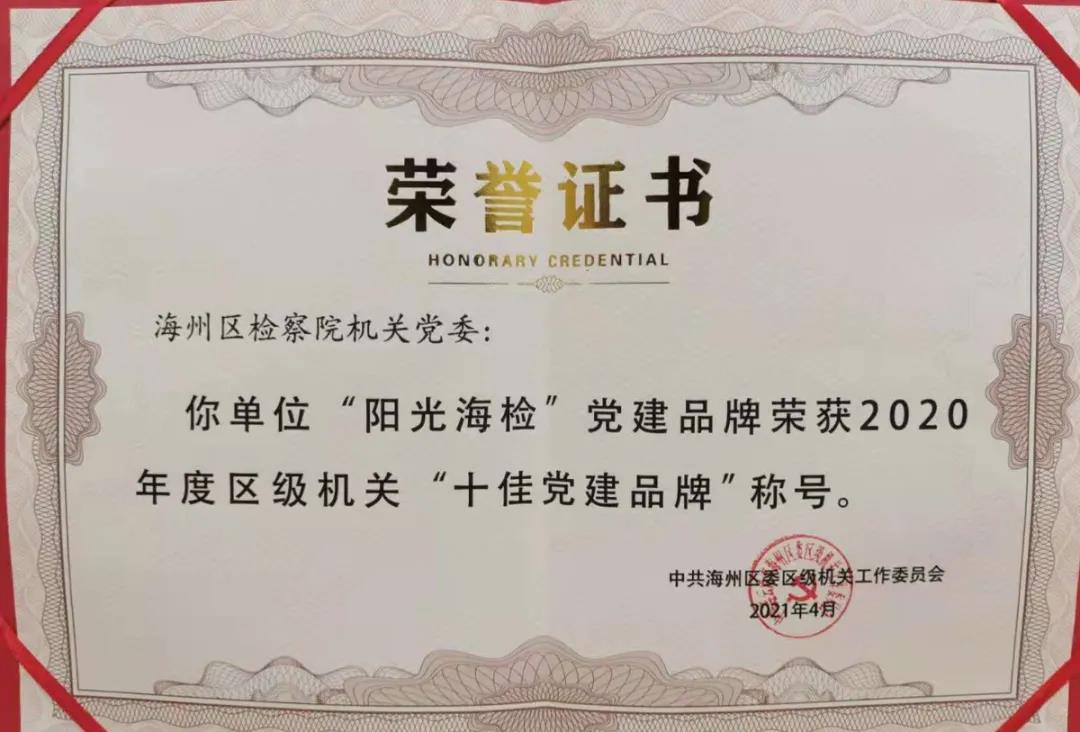 荣誉证书
HONORARY CREDENTIAL
海州区检察院机关党委：
你单位“阳光海检”党建品牌荣获2020
年度区级机关“十佳党建品牌”称号。
中共海州区委区级机关工作委员会
2021年4月